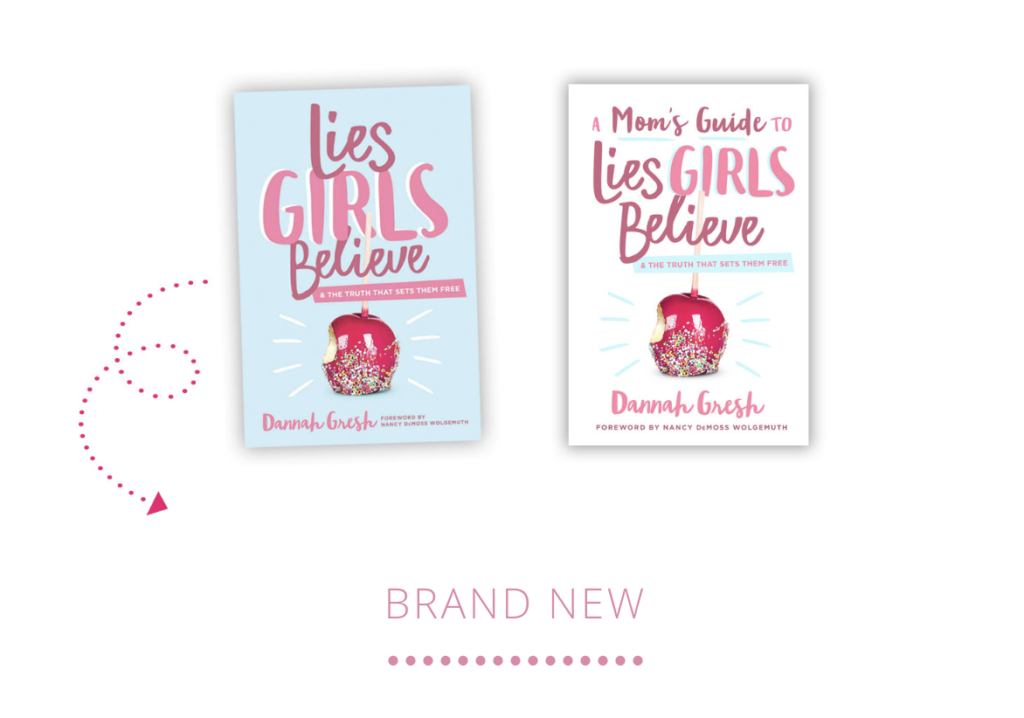 Lies
GIRLS
Believe
& THE TRUTH THAT SETS THEM FREE
Dannah Gresh
FOREWORD BY
NANCY DeMOSS WOLGEMUTH
A Mom's Guide TO
Lies GIRLS
Believe
& THE TRUTH THAT SETS THEM FREE
Dannah Gresh
FOREWORD BY NANCY DeMOSS WOLGEMUTH
BRAND NEW